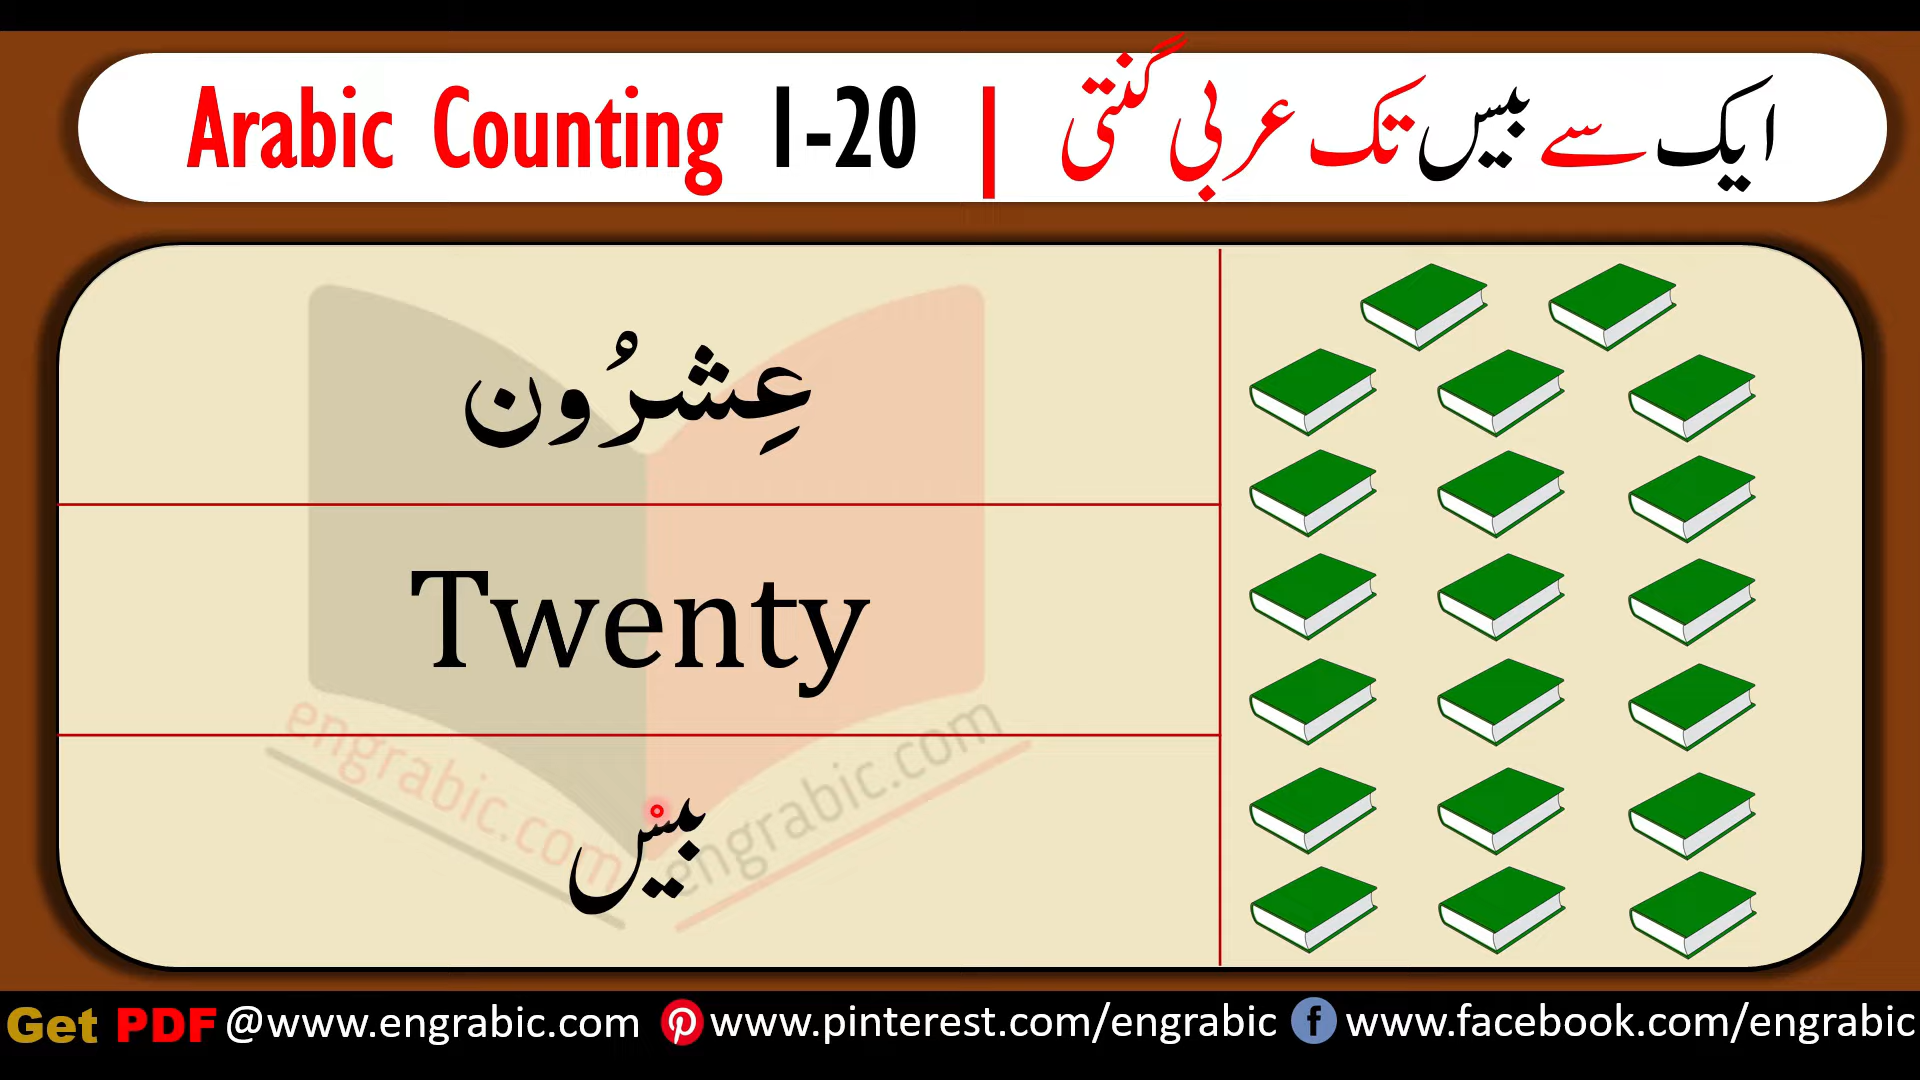 Arabic Counting 1-20 | ایک سے بیس تک عربی گنتی
عِشرُون
Twenty
بیس
engrabic.com engrabic.com
Get PDF @www.engrabic.com www.pinterest.com/engrabic www.facebook.com/engrabic